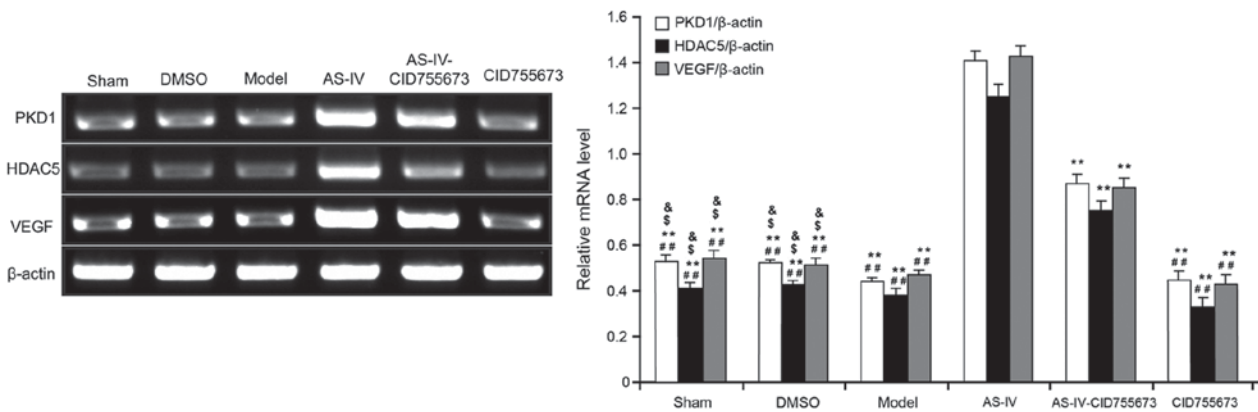 Sham DMSO Model AS-IV AS-IV-CID755673 CID755673
PKD1
HDAC5
VEGF
β-actin
Relative mRNA level
1.6
1.4
1.2
1.0
0.8
0.6
0.4
0.2
0
PKD1/β-actin
HDAC5/β-actin
VEGF/β-actin
& & &
$ $ $
** ** **
## ## ##
& & &
$ $ $
** ** **
## ## ##
** ** **
## ## ##
** ** **
** ** **
## ## ##
Sham DMSO Model AS-IV AS-IV-CID755673 CID755673